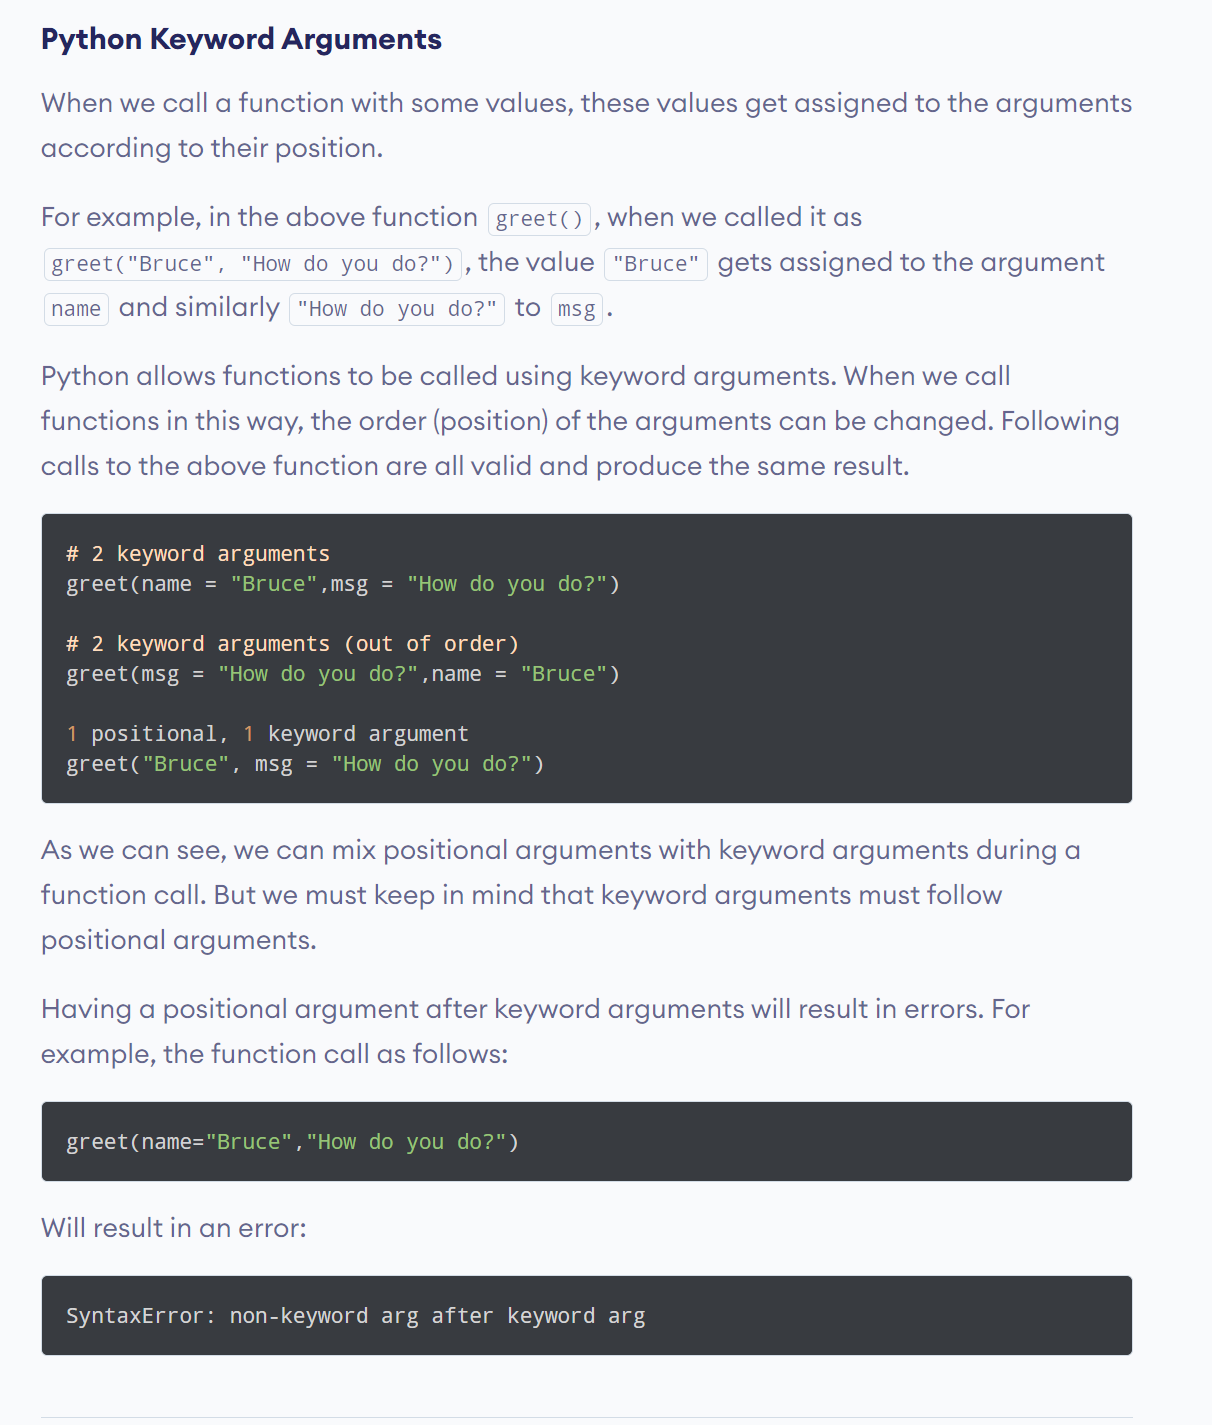 Python Keyword Arguments
When we call a function with some values, these values get assigned to the arguments
according to their position.
For example, in the above function greet(), when we called it as
greet("Bruce", "How do you do?"), the value "Bruce" gets assigned to the argument
name and similarly "How do you do?" to msg.
Python allows functions to be called using keyword arguments. When we call
functions in this way, the order (position) of the arguments can be changed. Following
calls to the above function are all valid and produce the same result.
# 2 keyword arguments
greet(name = "Bruce",msg = "How do you do?")
# 2 keyword arguments (out of order)
greet(msg = "How do you do?",name = "Bruce")
1 positional, 1 keyword argument
greet("Bruce", msg = "How do you do?")
As we can see, we can mix positional arguments with keyword arguments during a
function call. But we must keep in mind that keyword arguments must follow
positional arguments.
Having a positional argument after keyword arguments will result in errors. For
example, the function call as follows:
greet(name="Bruce","How do you do?")
Will result in an error:
SyntaxError: non-keyword arg after keyword arg